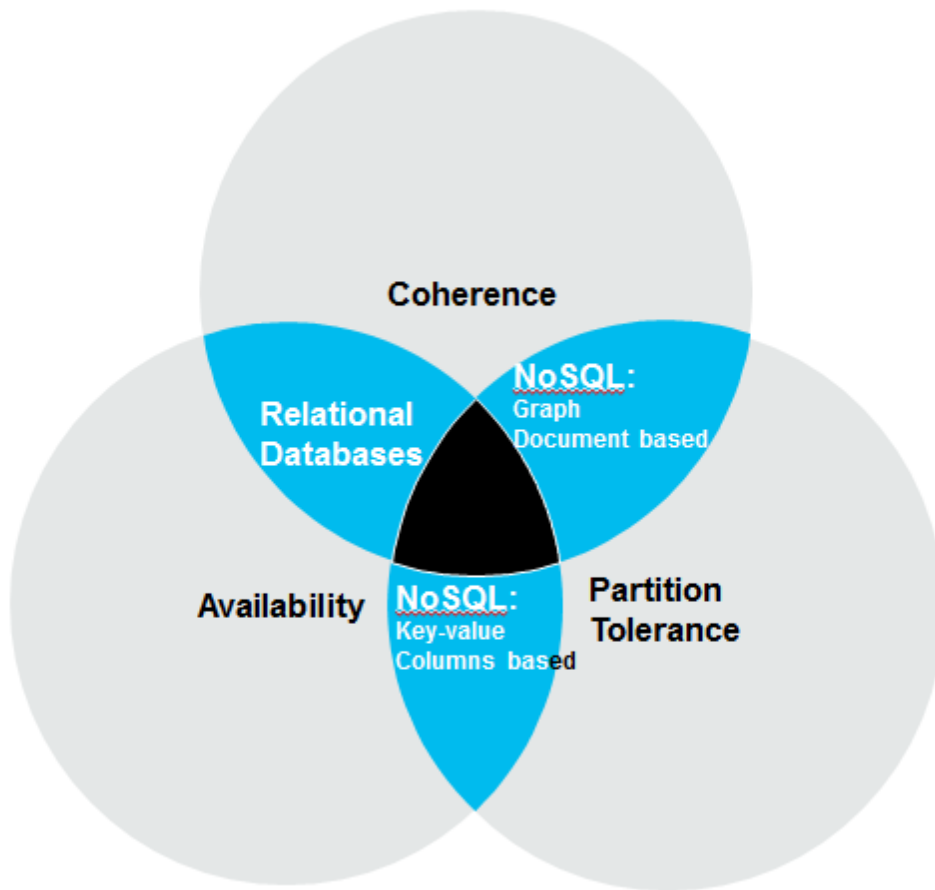 Coherence
NoSQL:
Graph
Document based
Relational
Databases
Availability
NoSQL:
Key-value
Columns based
Partition
Tolerance